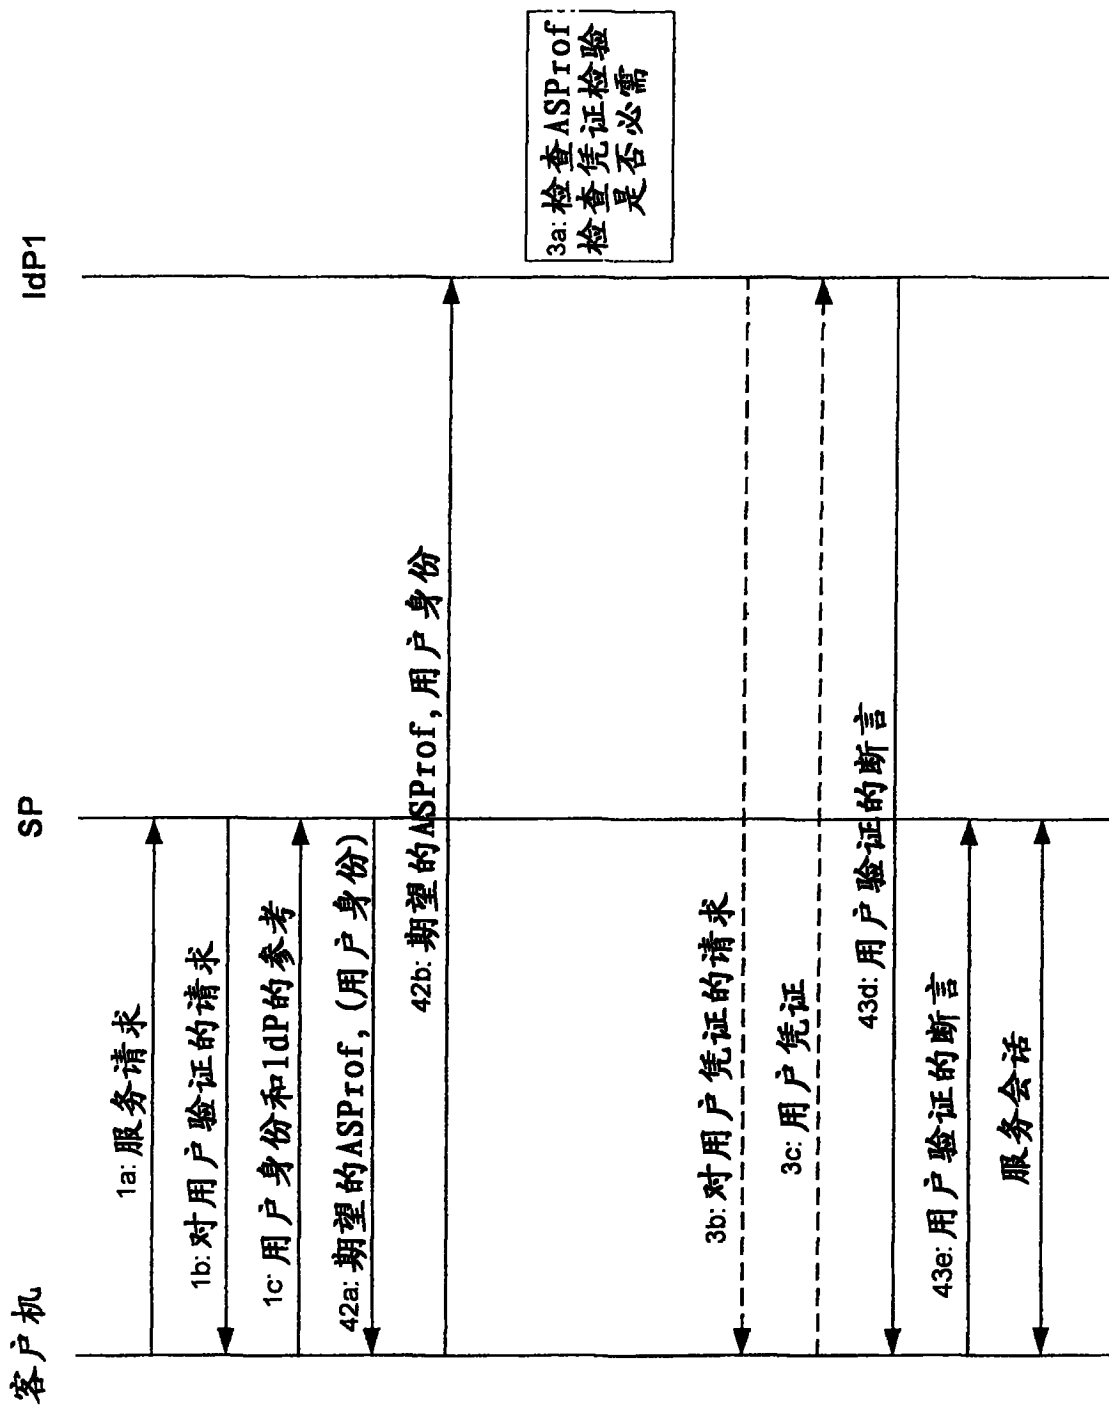 客户机
SP
IdP1
1a: 服务请求
1b: 对用户验证的请求
1c: 用户身份和IdP的参考
42a: 期望的ASProf, (用户身份)
42b: 期望的ASProf, 用户身份
3a: 检查ASProf
检查凭证检验
是否必需
3b: 对用户凭证的请求
3c: 用户凭证
43d: 用户验证的断言
43e: 用户验证的断言
服务会话